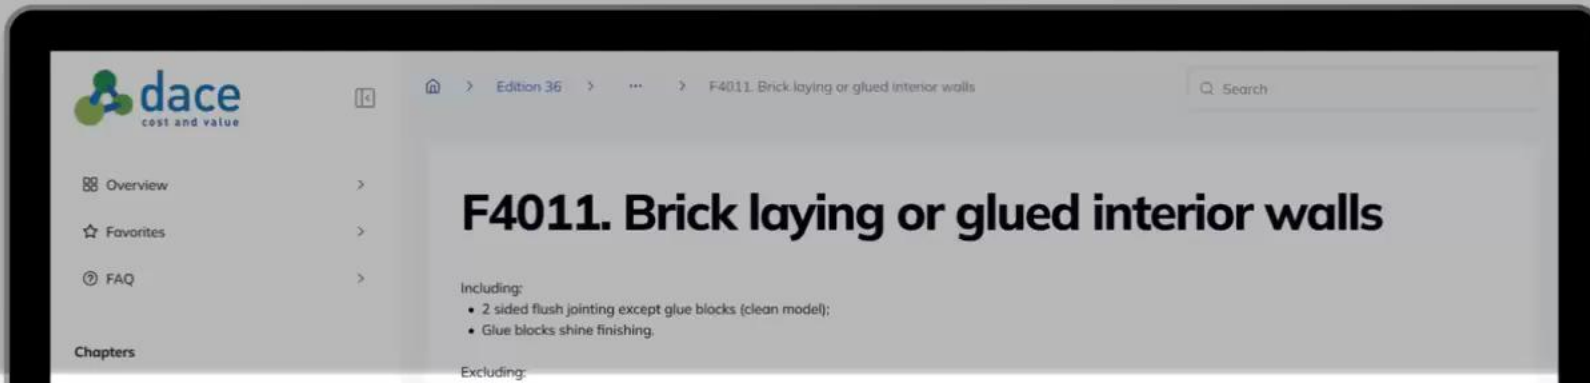 dace
cost and value
Edition 36 > ... > F4011. Brick laying or glued interior walls
Search
Overview
Favorites
FAQ
Chapters
F4011. Brick laying or glued interior walls
Including:
• 2 sided flush jointing except glue blocks (clean model);
• Glue blocks shine finishing.
Excluding: